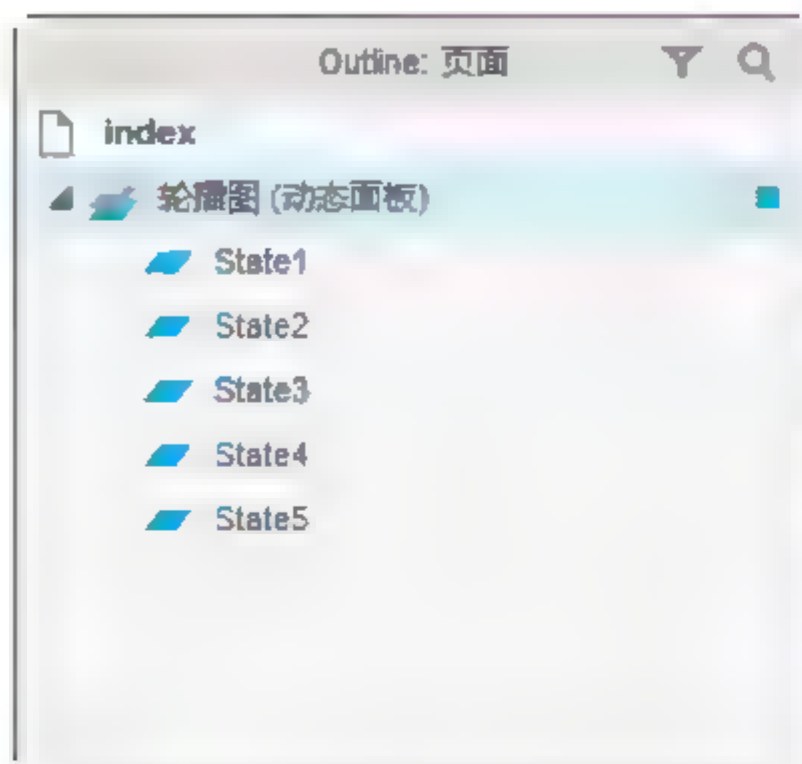 Outline: 页面
index
轮播图 (动态面板)
State1
State2
State3
State4
State5